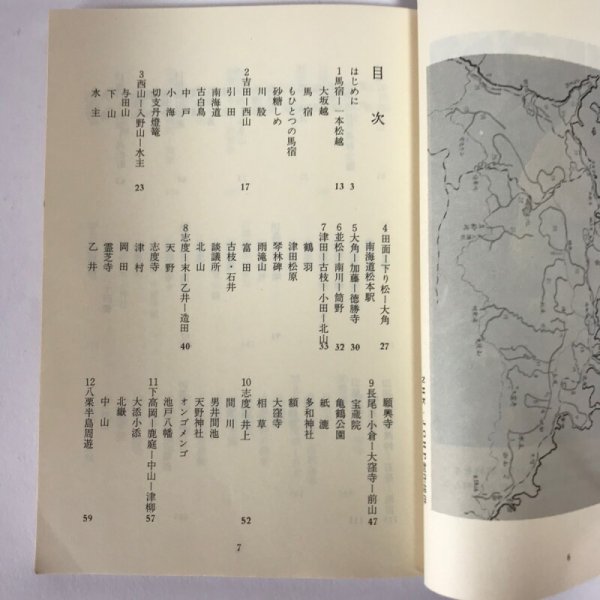 目次
はじめに 3
1馬宿―一本松越 13
大坂越
馬宿
もひとつの馬宿
砂糖しめ
川股
2吉田―西山 17
引田
南海道
古白鳥
中戸
小海
切支丹燈篭
3西山―入野山―水主 23
与田山
下山
水主
4田面―下り松―大角 27
南海道松本駅
5大角―加藤―徳勝寺 30
6並松―南川―筒野 32
7津田―古枝―小田―北山 33
鶴羽
津田松原
琴林碑
雨滝山
富田
古枝・石井
談議所
北山
8志度―末―乙井―造田 40
天野
志度寺
津村
岡田
霊芝寺
乙井
願興寺
9長尾―小倉―大窪寺―前山 47
宝蔵院
亀鶴公園
祗漉
多和神社
額
大窪寺
相草
10志度―井上 52
間川
男井間池
天野神社
オンゴメンゴ
池戸八幡
11下高岡―鹿庭―中山―津柳 57
大添小添
北嶽
中山
12八栗半島周遊 59
7
6